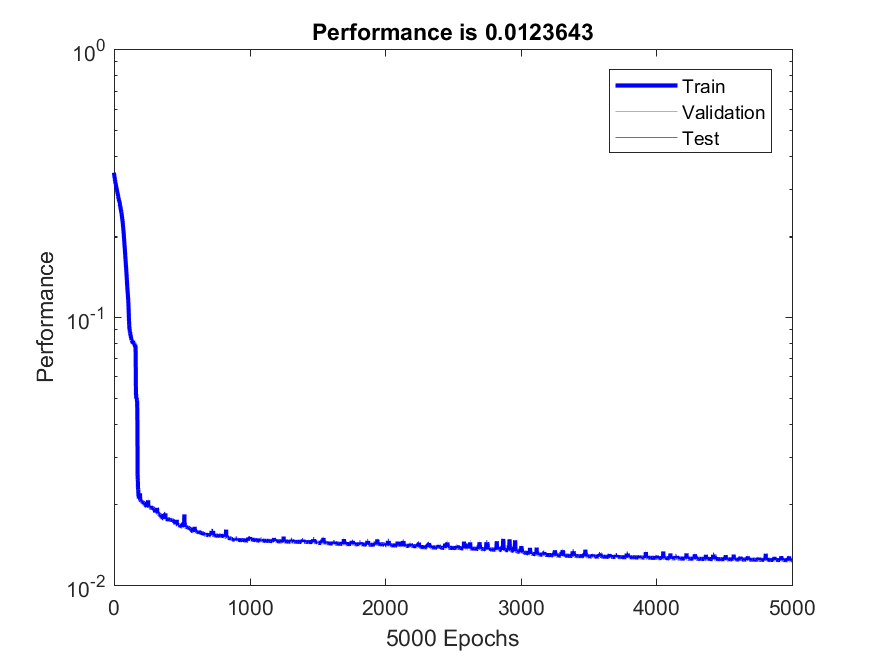 Performance is 0.0123643
10^0
Train
Validation
Test
Performance
10^-1
10^-2
0
1000
2000
3000
4000
5000
5000 Epochs